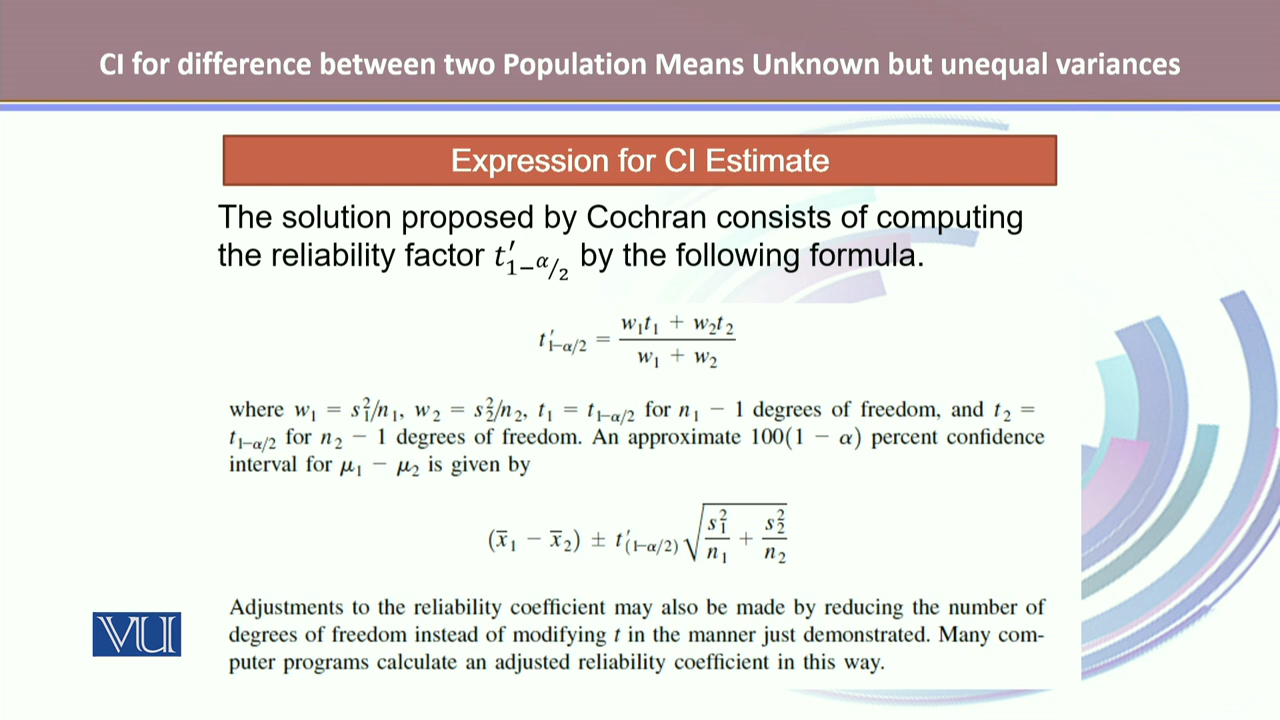 CI for difference between two Population Means Unknown but unequal variances
Expression for CI Estimate
The solution proposed by Cochran consists of computing
the reliability factor t′₁₋α/₂ by the following formula.
t′₁₋α/₂ = (w₁t₁ + w₂t₂) / (w₁ + w₂)
where w₁ = s₁²/n₁, w₂ = s₂²/n₂, t₁ = t₁₋α/₂ for n₁ − 1 degrees of freedom, and t₂ =
t₁₋α/₂ for n₂ − 1 degrees of freedom. An approximate 100(1 − α) percent confidence
interval for μ₁ − μ₂ is given by
(x̄₁ − x̄₂) ± t′₍₁₋α/₂₎ √(s₁²/n₁ + s₂²/n₂)
Adjustments to the reliability coefficient may also be made by reducing the number of
degrees of freedom instead of modifying t in the manner just demonstrated. Many com-
puter programs calculate an adjusted reliability coefficient in this way.
VU